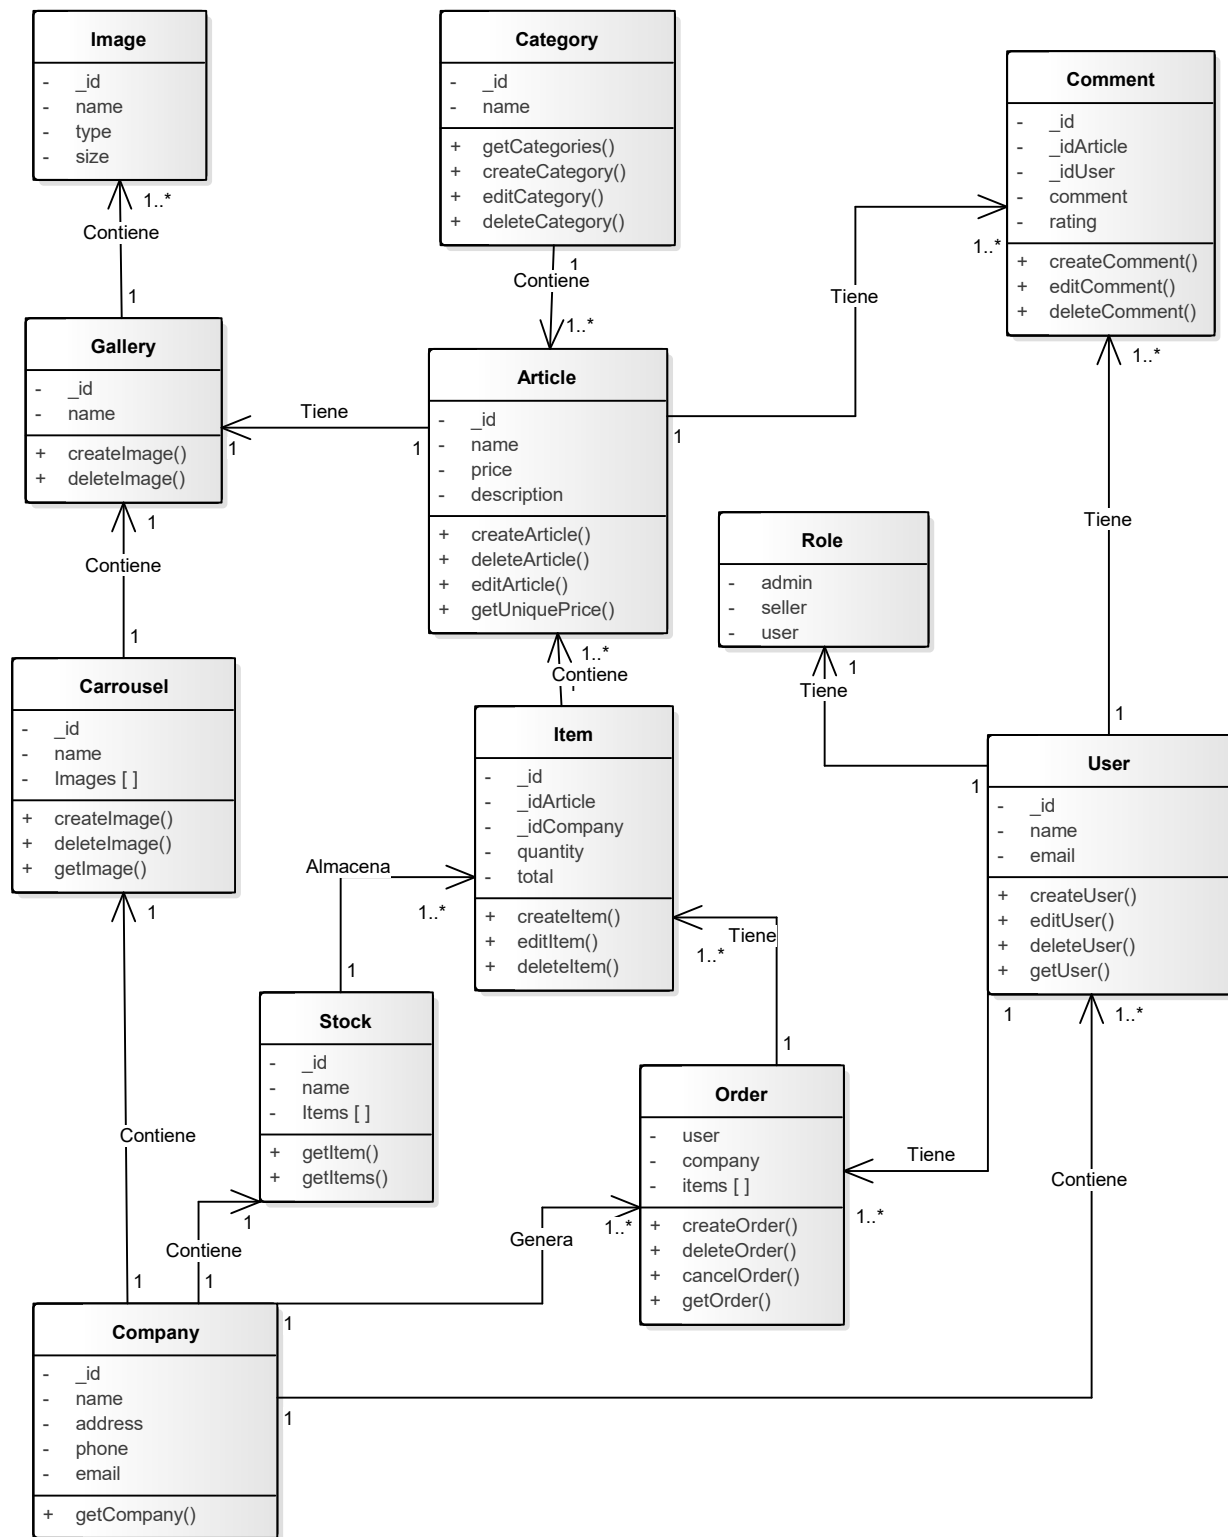 Image
- _id
- name
- type
- size
Category
- _id
- name
+ getCategories()
+ createCategory()
+ editCategory()
+ deleteCategory()
Comment
- _id
- _idArticle
- _idUser
- comment
- rating
+ createComment()
+ editComment()
+ deleteComment()
1..*
Contiene
1
1
Contiene
1..*
1..*
Tiene
1
Gallery
- _id
- name
+ createImage()
+ deleteImage()
Tiene
1
1
Article
- _id
- name
- price
- description
+ createArticle()
+ deleteArticle()
+ editArticle()
+ getUniquePrice()
1..*
Tiene
1
1
Contiene
1
Role
- admin
- seller
- user
1
Tiene
1
1..*
Contiene
Carrousel
- _id
- name
- Images [ ]
+ createImage()
+ deleteImage()
+ getImage()
1
Item
- _id
- _idArticle
- _idCompany
- quantity
- total
+ createItem()
+ editItem()
+ deleteItem()
User
- _id
- name
- email
+ createUser()
+ editUser()
+ deleteUser()
+ getUser()
Almacena
1..*
1
Tiene
1..*
1
1
1..*
Stock
- _id
- name
- Items [ ]
+ getItem()
+ getItems()
Order
- user
- company
- items [ ]
+ createOrder()
+ deleteOrder()
+ cancelOrder()
+ getOrder()
Contiene
Tiene
1..*
Contiene
1
Contiene
1
1
1..*
Genera
1
Company
- _id
- name
- address
- phone
- email
+ getCompany()
1